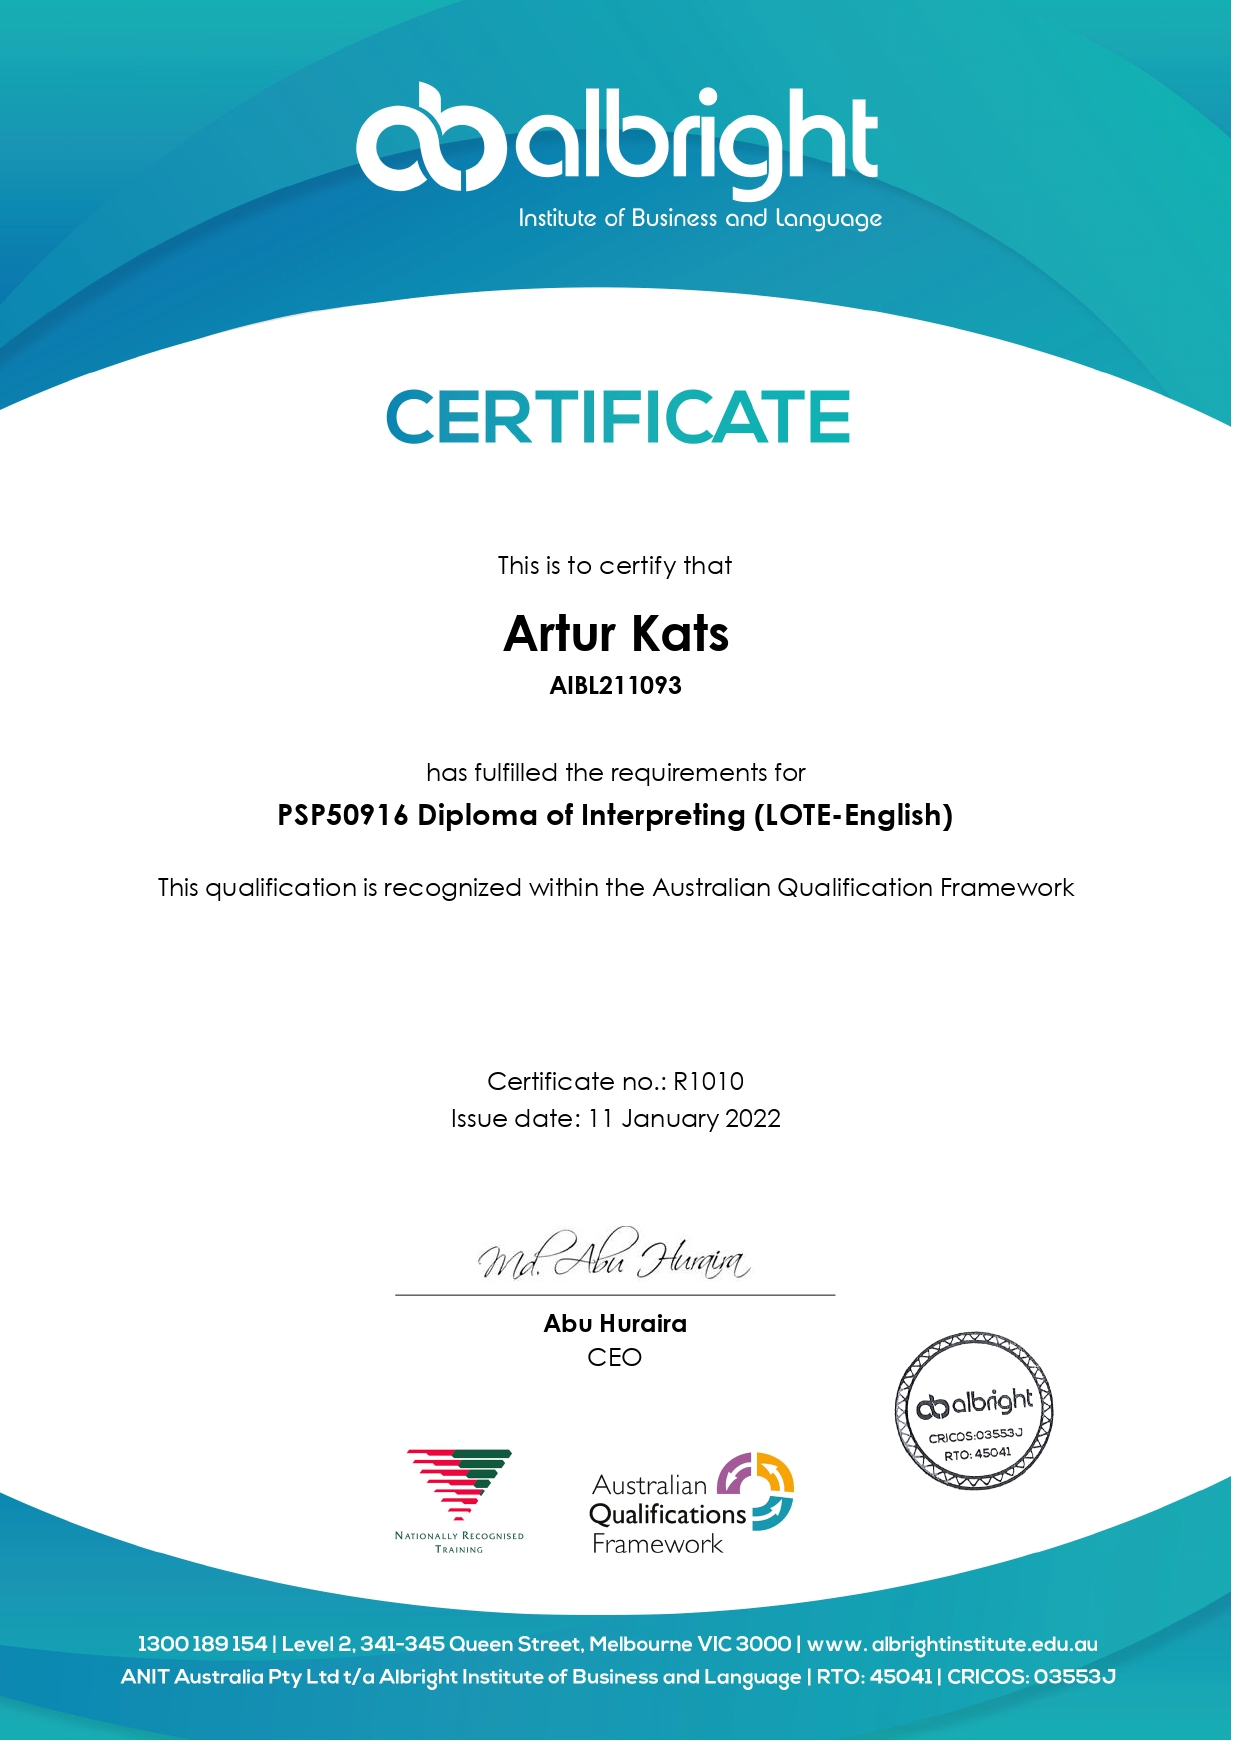 albright
Institute of Business and Language
CERTIFICATE
This is to certify that
Artur Kats
AIBL211093
has fulfilled the requirements for
PSP50916 Diploma of Interpreting (LOTE-English)
This qualification is recognized within the Australian Qualification Framework
Certificate no.: R1010
Issue date: 11 January 2022
Md. Abu Huraira
Abu Huraira
CEO
albright
CRICOS:03553J
RTO: 45041
NATIONALLY RECOGNISED
TRAINING
Australian
Qualifications
Framework
1300 189 154 | Level 2, 341-345 Queen Street, Melbourne VIC 3000 | www. albrightinstitute.edu.au
ANIT Australia Pty Ltd t/a Albright Institute of Business and Language | RTO: 45041 | CRICOS: 03553J